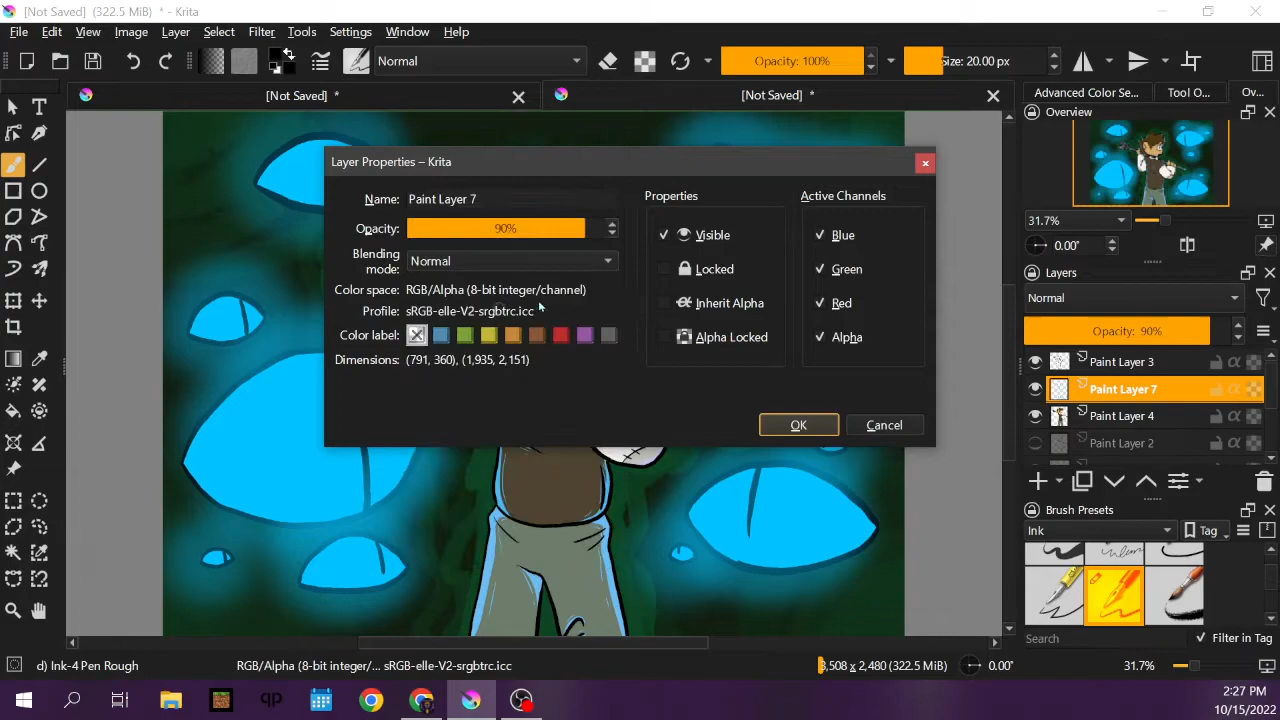 [Not Saved] (322.5 MiB) * - Krita
File Edit View Image Layer Select Filter Tools Settings Window Help
Normal Opacity: 100% Size: 20.00 px
[Not Saved] * [Not Saved] * Advanced Color Se... Tool O... Ov...
Overview
Layer Properties – Krita
Name: Paint Layer 7 Properties Active Channels
Opacity: 90% Visible Blue
31.7%
0.00°
Blending mode: Normal Locked Green
Layers
Color space: RGB/Alpha (8-bit integer/channel)
Normal
Profile: sRGB-elle-V2-srgbtrc.icc Inherit Alpha Red
Color label: Alpha Locked Alpha
Opacity: 90%
Dimensions: (791, 360), (1,935, 2,151)
Paint Layer 3
Paint Layer 7
Paint Layer 4
OK Cancel
Paint Layer 2
Brush Presets
Ink Tag
Search Filter in Tag
d) Ink-4 Pen Rough RGB/Alpha (8-bit integer/... sRGB-elle-V2-srgbtrc.icc 3,508 x 2,480 (322.5 MiB) 0.00° 31.7%
qp
2:27 PM
10/15/2022